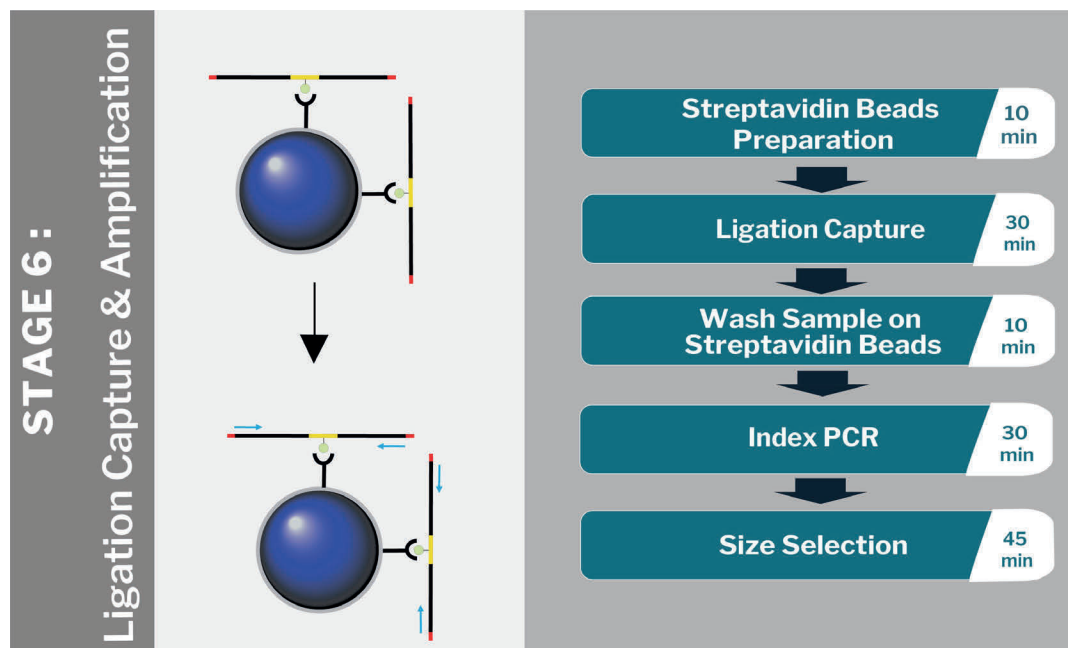 STAGE 6:
Ligation Capture & Amplification
Streptavidin Beads
Preparation
10
min
Ligation Capture
30
min
Wash Sample on
Streptavidin Beads
10
min
Index PCR
30
min
Size Selection
45
min